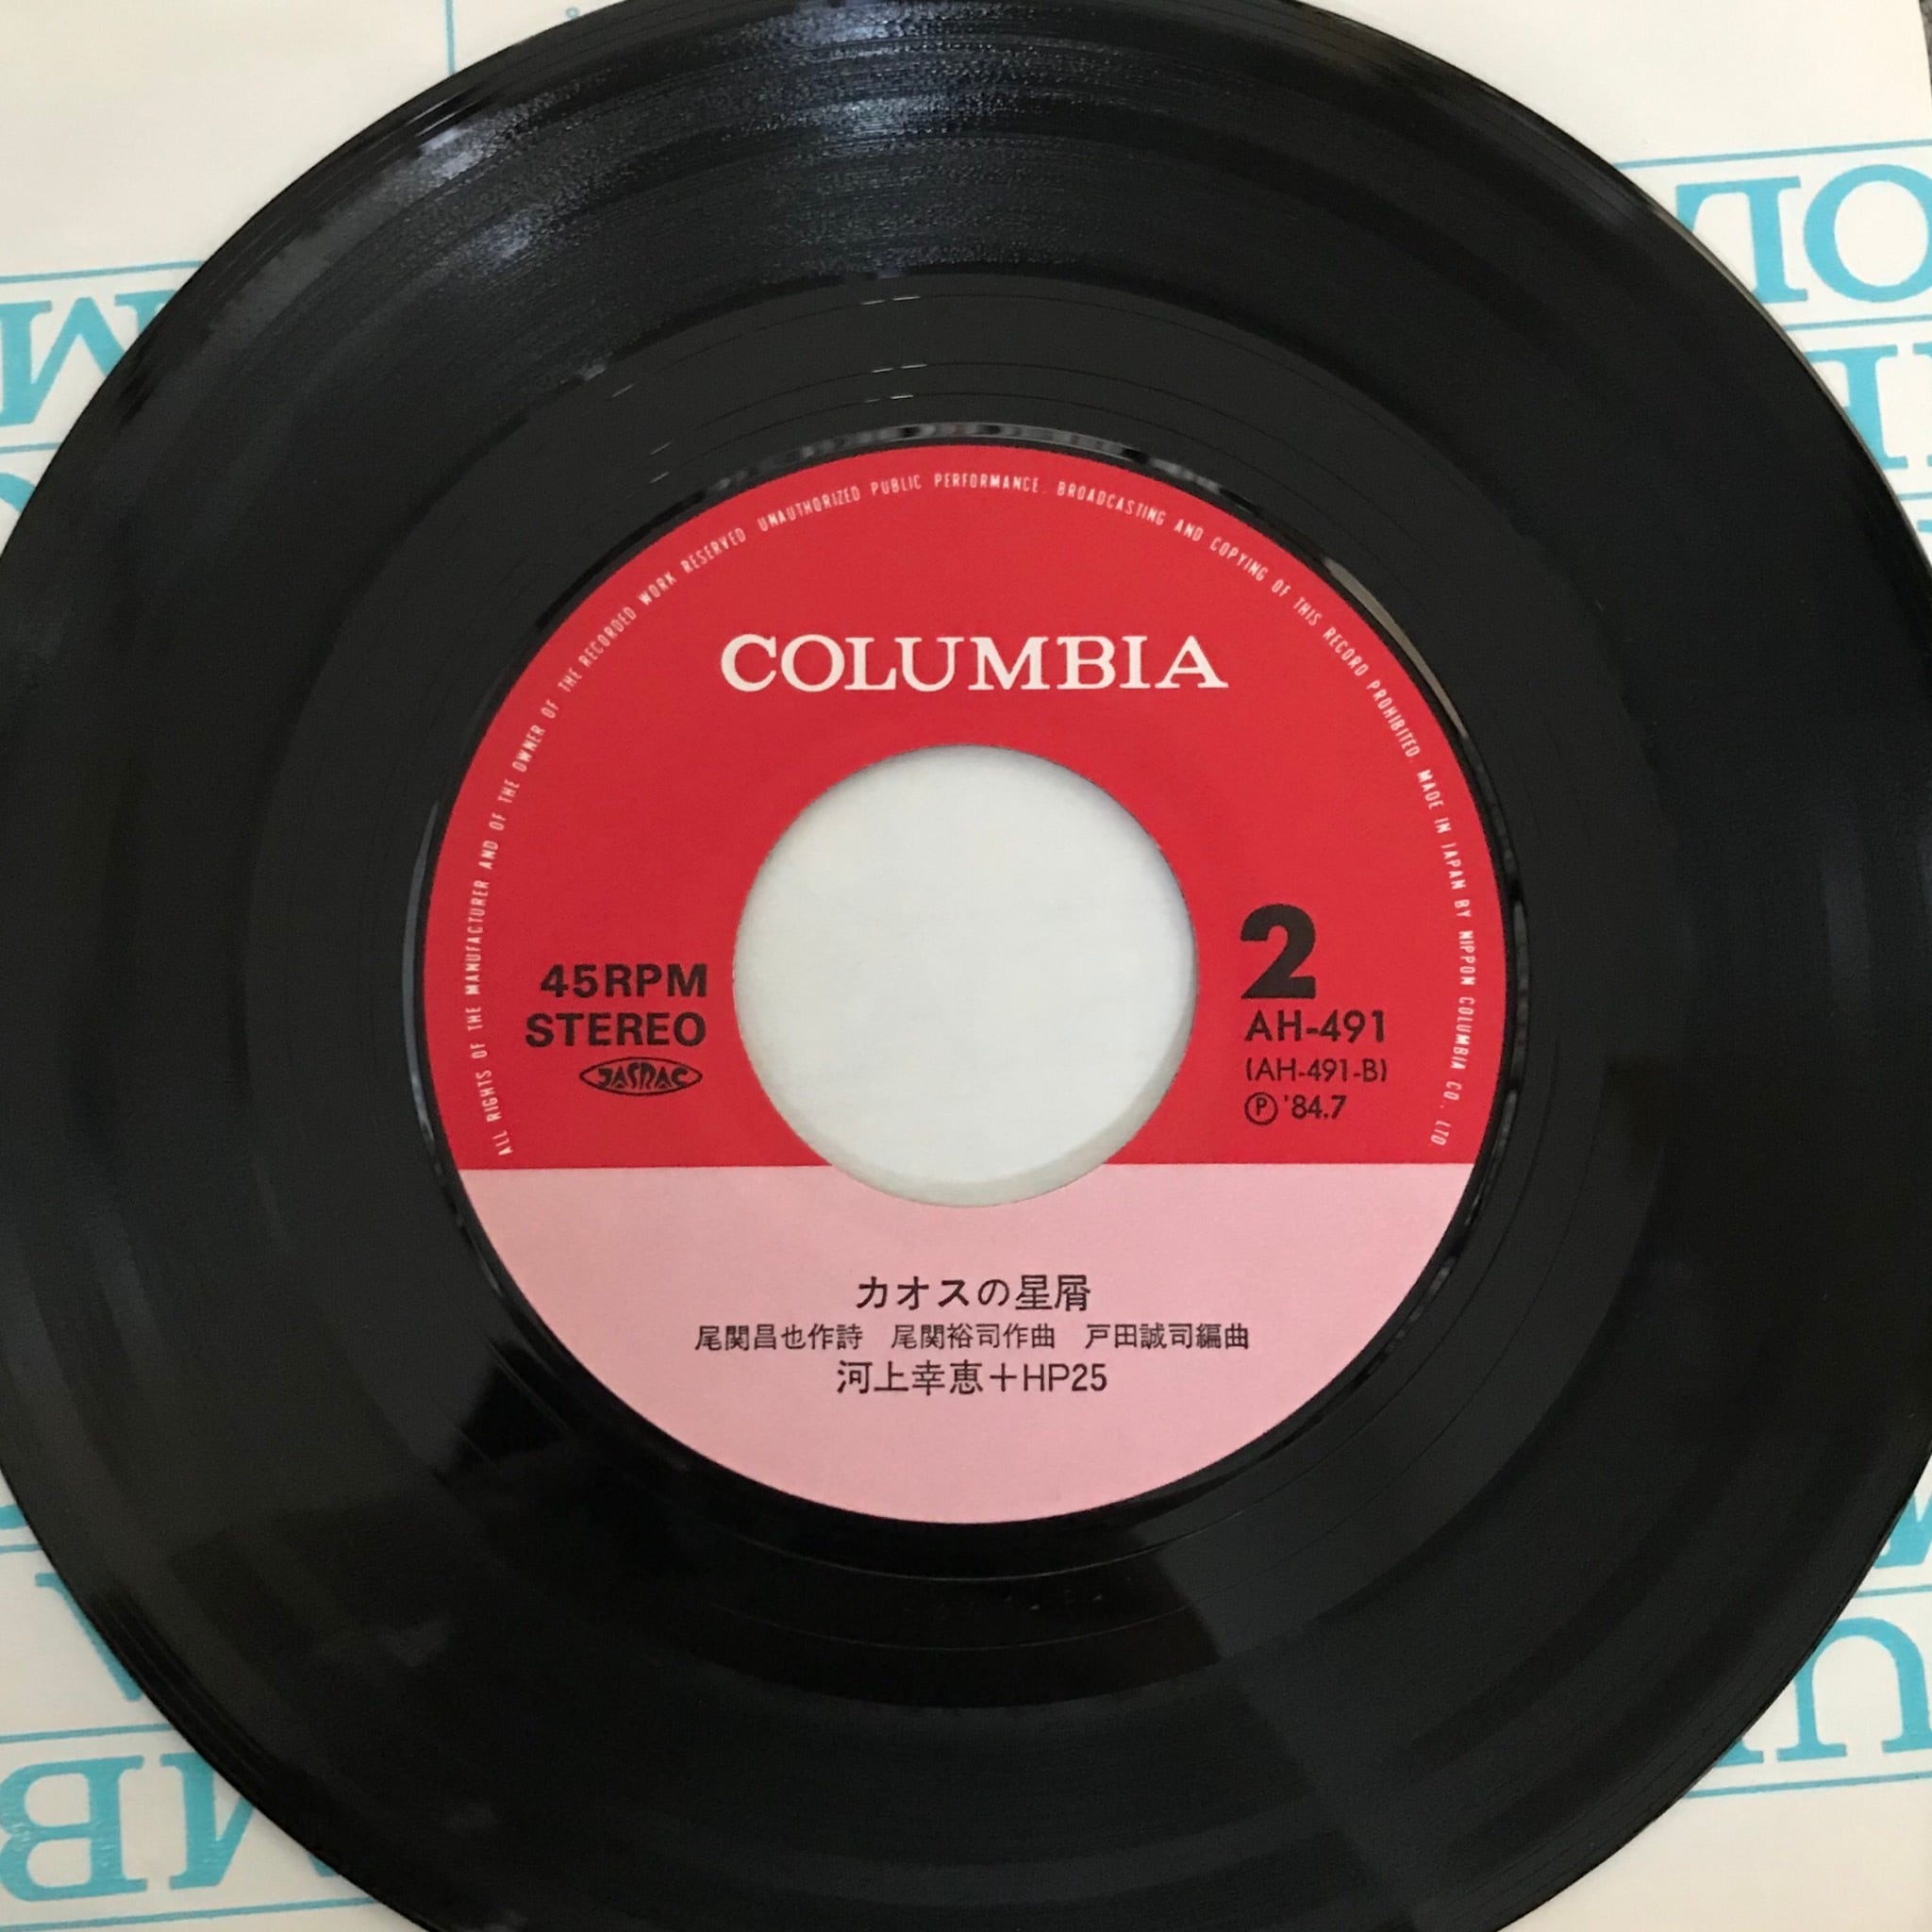 ALL RIGHTS OF THE MANUFACTURER AND OF THE OWNER OF THE RECORDED WORK RESERVED UNAUTHORIZED PUBLIC PERFORMANCE. BROADCASTING AND COPYING OF THIS RECORD PROHIBITED. MADE IN JAPAN BY NIPPON COLUMBIA CO., LTD.
COLUMBIA
45RPM
STEREO
JASRAC
2
AH-491
(AH-491-B)
Ⓟ '84.7
カオスの星屑
尾関昌也作詩 尾関裕司作曲 戸田誠司編曲
河上幸恵+HP25